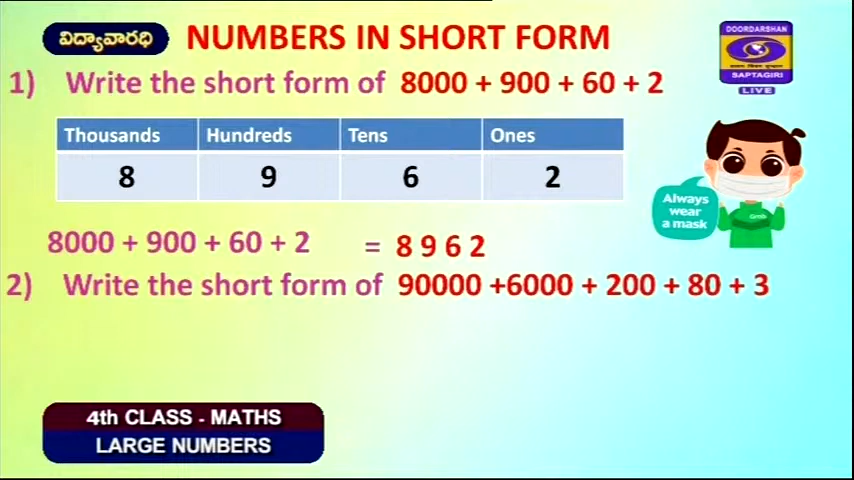 విద్యావారధి
NUMBERS IN SHORT FORM
DOORDARSHAN
SAPTAGIRI
LIVE
1) Write the short form of 8000 + 900 + 60 + 2
Thousands Hundreds Tens Ones
8 9 6 2
Always
wear
a mask
Grab
8000 + 900 + 60 + 2 = 8 9 6 2
2) Write the short form of 90000 +6000 + 200 + 80 + 3
4th CLASS - MATHS
LARGE NUMBERS